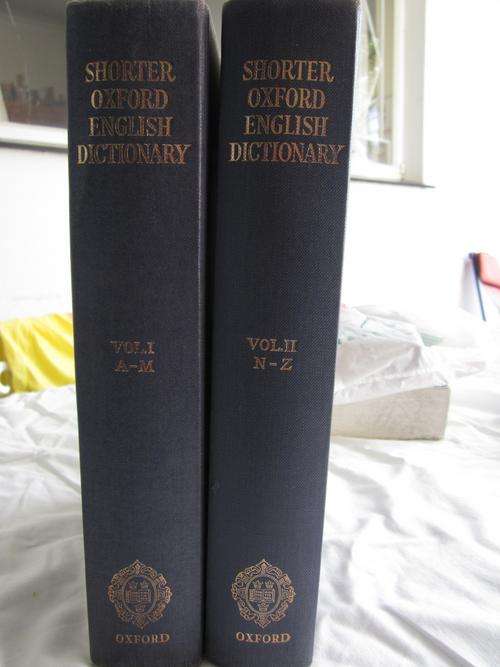 SHORTER
OXFORD
ENGLISH
DICTIONARY
VOL.I
A–M
OXFORD
SHORTER
OXFORD
ENGLISH
DICTIONARY
VOL.II
N–Z
OXFORD